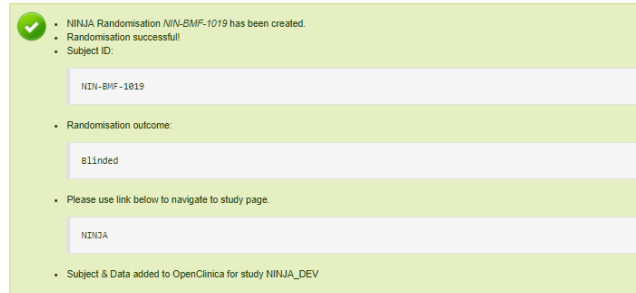 NINJA Randomisation NIN-BMF-1019 has been created.
Randomisation successful!
Subject ID:
NIN-BMF-1019
Randomisation outcome:
Blinded
Please use link below to navigate to study page.
NINJA
Subject & Data added to OpenClinica for study NINJA_DEV